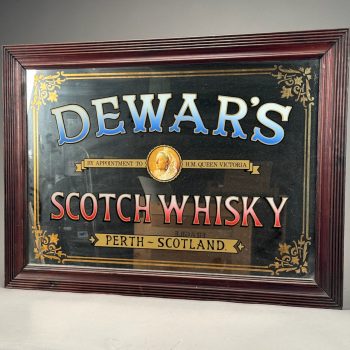 DEWAR'S
BY APPOINTMENT TO H.M. QUEEN VICTORIA
SCOTCH WHISKY
PERTH ~ SCOTLAND.